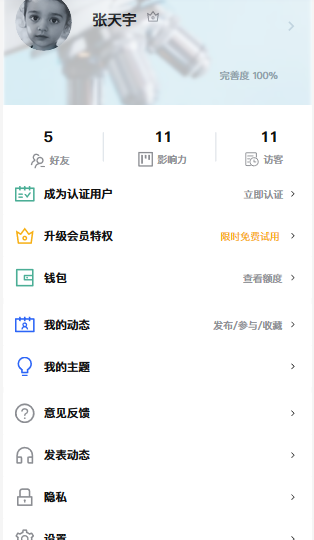 张天宇
完善度 100%
5 11 11
好友 影响力 访客
成为认证用户 立即认证
升级会员特权 限时免费试用
钱包 查看额度
我的动态 发布/参与/收藏
我的主题
意见反馈
发表动态
隐私
设置